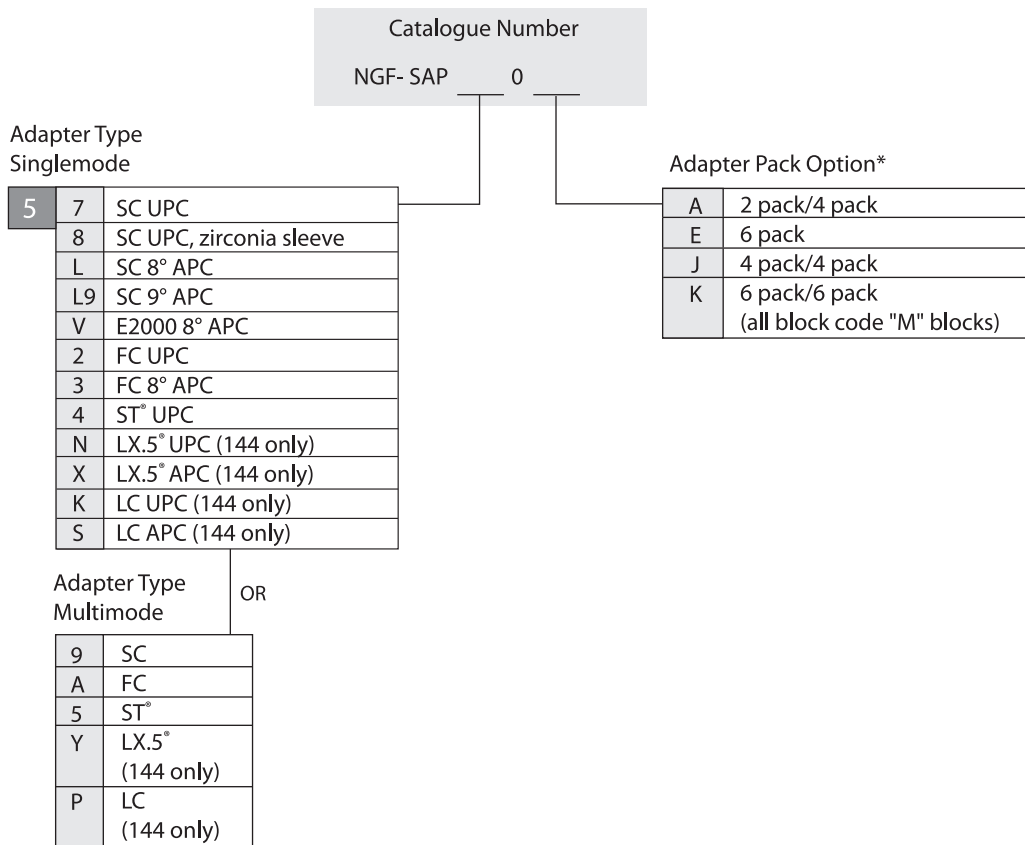 Catalogue Number
NGF- SAP ___ 0 ___
Adapter Type
Singlemode
5
7 SC UPC
8 SC UPC, zirconia sleeve
L SC 8° APC
L9 SC 9° APC
V E2000 8° APC
2 FC UPC
3 FC 8° APC
4 ST® UPC
N LX.5® UPC (144 only)
X LX.5® APC (144 only)
K LC UPC (144 only)
S LC APC (144 only)
Adapter Pack Option*
A 2 pack/4 pack
E 6 pack
J 4 pack/4 pack
K 6 pack/6 pack
(all block code "M" blocks)
OR
Adapter Type
Multimode
9 SC
A FC
5 ST®
Y LX.5®
(144 only)
P LC
(144 only)